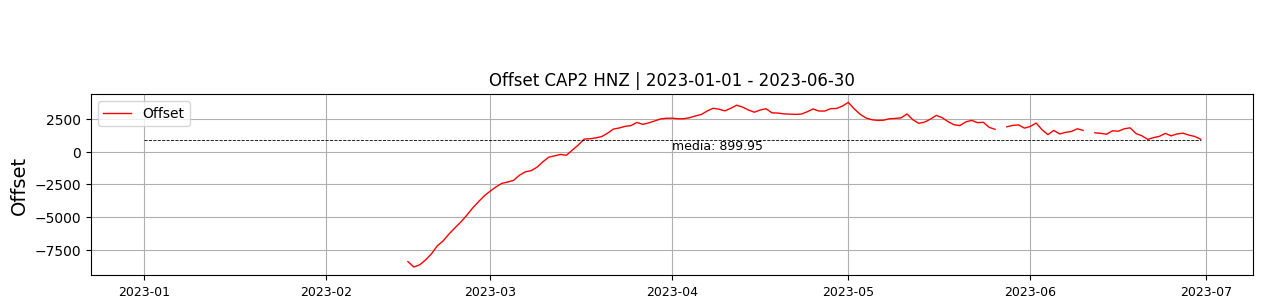 Offset CAP2 HNZ | 2023-01-01 - 2023-06-30
Offset
2500
0
−2500
−5000
−7500
Offset
media: 899.95
2023-01 2023-02 2023-03 2023-04 2023-05 2023-06 2023-07